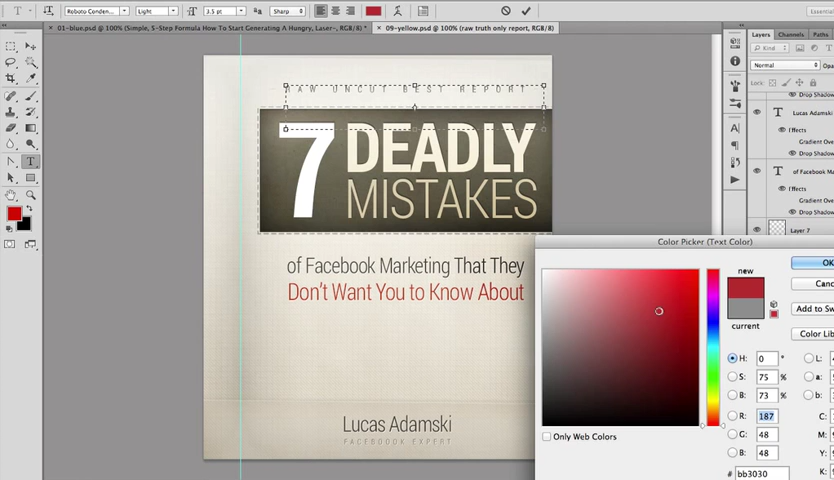 Roboto Conden... Light 3.5 pt Sharp Essential
01-blue.psd @ 100% (Simple, 5-Step Formula How To Start Generating A Hungry, Laser-, RGB/8) * 09-yellow.psd @ 100% (raw truth only report, RGB/8)
Layers Channels Paths
Kind
Normal Opa
Lock:
Drop Shadow
RAW UNCUT BEST REPORT
Lucas Adamski
Effects
Gradient Over
Drop Shadow
7 DEADLY
MISTAKES
of Facebook M
Effects
Gradient Over
Drop Shadow
Layer 7
Color Picker (Text Color)
of Facebook Marketing That They
Don't Want You to Know About
new
current
OK
Canc
Add to Sw
Color Lib
H: 0 °
S: 75 %
B: 73 %
R: 187
G: 48
B: 48
# bb3030
L:
a:
b:
C:
M:
Y:
K:
Only Web Colors
Lucas Adamski
FACEBOOK EXPERT